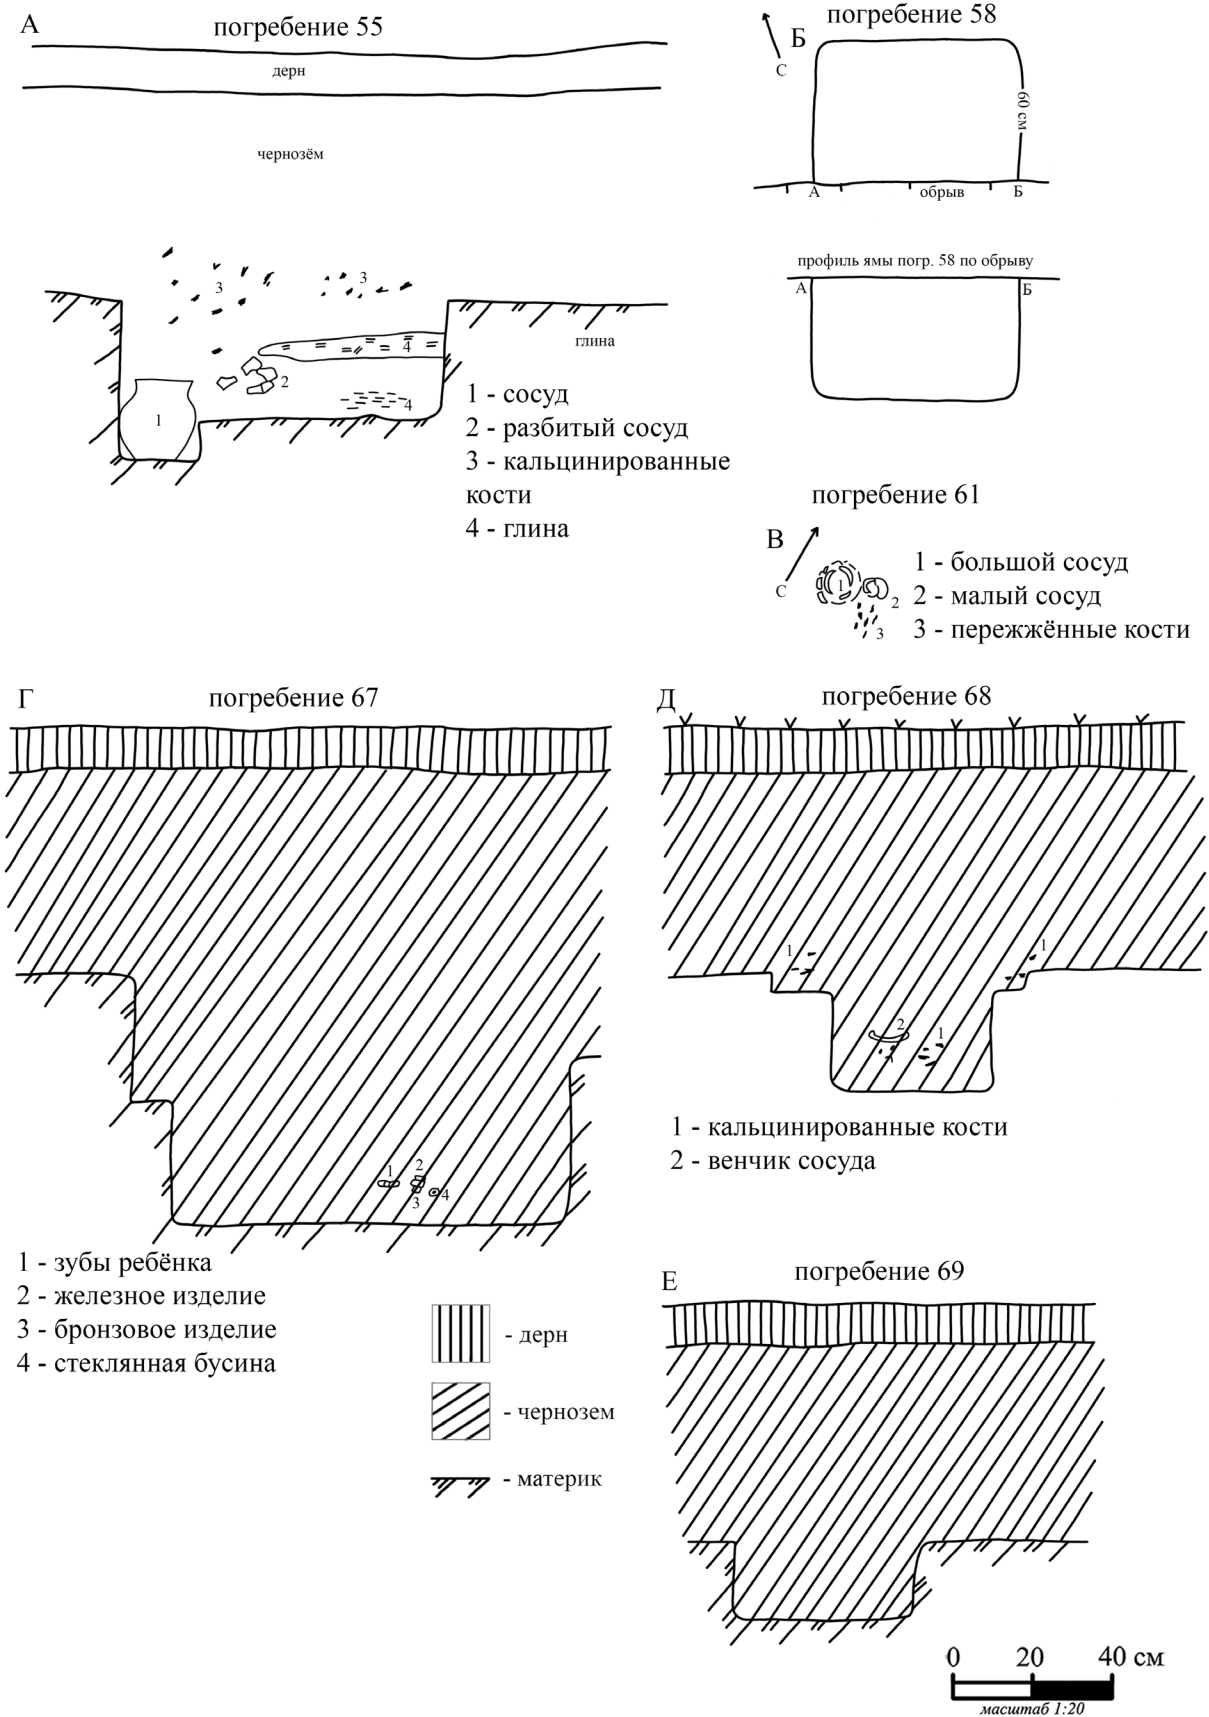 А
погребение 55
дерн
чернозём
3
3
4
2
4
1
глина
1 - сосуд
2 - разбитый сосуд
3 - кальцинированные
кости
4 - глина
Б
погребение 58
С
60 см
А
обрыв
Б
профиль ямы погр. 58 по обрыву
А
Б
погребение 61
В
С
1
2
3
1 - большой сосуд
2 - малый сосуд
3 - пережжённые кости
Г
погребение 67
1
2
3
4
1 - зубы ребёнка
2 - железное изделие
3 - бронзовое изделие
4 - стеклянная бусина
Д
погребение 68
1
1
2
1
1 - кальцинированные кости
2 - венчик сосуда
- дерн
- чернозем
- материк
Е
погребение 69
0 20 40 см
масштаб 1:20